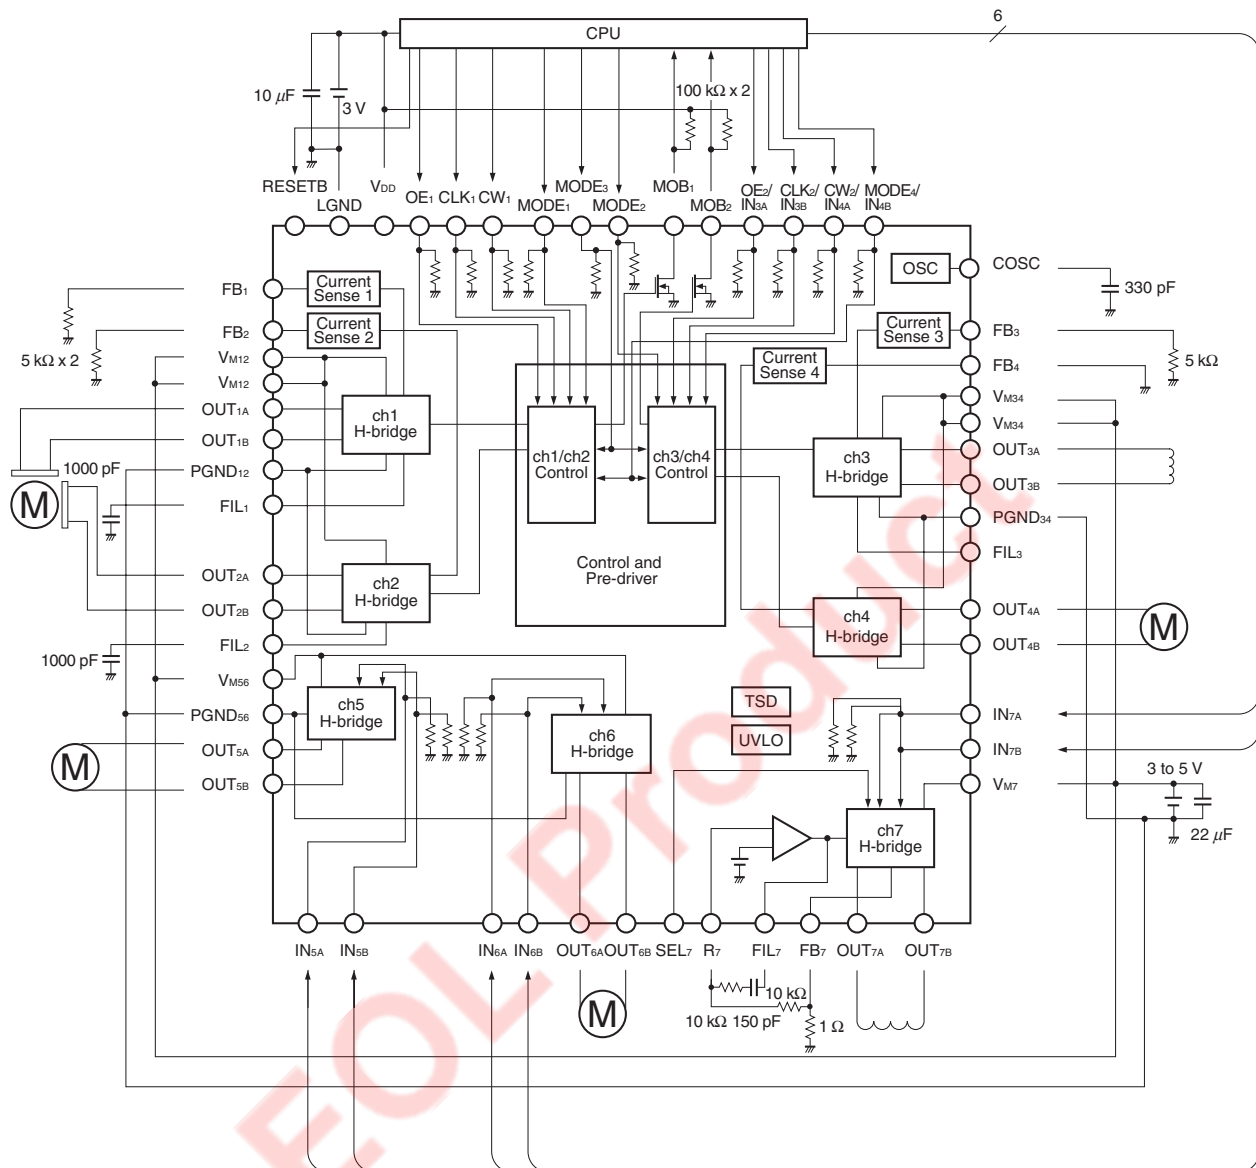 CPU
6
10 μF
3 V
100 kΩ x 2
RESETB
LGND
VDD
OE1
CLK1
CW1
MODE1
MODE3
MODE2
MOB1
MOB2
OE2/
IN3A
CLK2/
IN3B
CW2/
IN4A
MODE4/
IN4B
OSC
COSC
330 pF
FB1
Current
Sense 1
FB2
Current
Sense 2
5 kΩ x 2
VM12
VM12
OUT1A
OUT1B
ch1
H-bridge
1000 pF
PGND12
M
FIL1
OUT2A
OUT2B
ch2
H-bridge
FIL2
1000 pF
VM56
PGND56
ch5
H-bridge
OUT5A
M
OUT5B
ch1/ch2
Control
ch3/ch4
Control
Control and
Pre-driver
Current
Sense 3
Current
Sense 4
FB3
5 kΩ
FB4
VM34
VM34
OUT3A
OUT3B
ch3
H-bridge
PGND34
FIL3
OUT4A
OUT4B
ch4
H-bridge
M
TSD
UVLO
ch6
H-bridge
IN7A
IN7B
VM7
3 to 5 V
22 μF
ch7
H-bridge
IN5A
IN5B
IN6A
IN6B
OUT6A
OUT6B
SEL7
R7
FIL7
FB7
OUT7A
OUT7B
M
10 kΩ
10 kΩ 150 pF
1 Ω
EOL Product